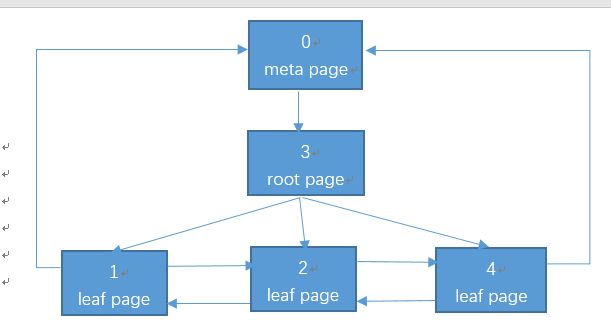 0
meta page
3
root page
1
leaf page
2
leaf page
4
leaf page